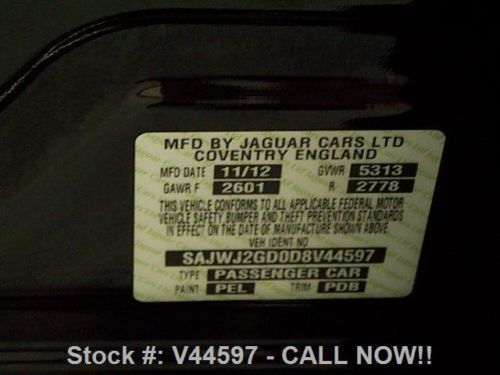 MFD BY JAGUAR CARS LTD
COVENTRY ENGLAND
MFD DATE 11/12 GVWR 5313
GAWR F 2601 R 2778
THIS VEHICLE CONFORMS TO ALL APPLICABLE FEDERAL MOTOR
VEHICLE SAFETY BUMPER AND THEFT PREVENTION STANDARDS
IN EFFECT ON THE DATE OF MANUFACTURE SHOWN ABOVE.
VEH IDENT NO
SAJWJ2GD0D8V44597
TYPE PASSENGER CAR
PAINT PEL TRIM PDB
Stock #: V44597 - CALL NOW!!